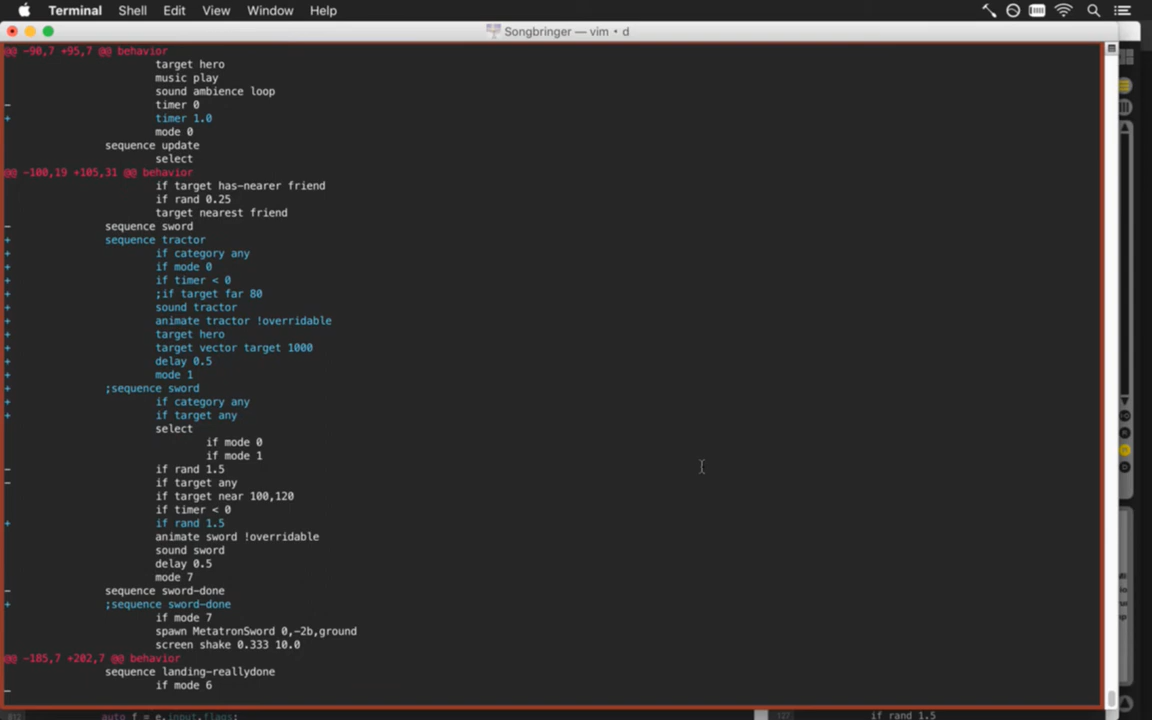 Terminal Shell Edit View Window Help
Songbringer — vim • d
@@ -90,7 +95,7 @@ behavior
target hero
music play
sound ambience loop
- timer 0
+ timer 1.0
mode 0
sequence update
select
@@ -100,19 +105,31 @@ behavior
if target has-nearer friend
if rand 0.25
target nearest friend
- sequence sword
+ sequence tractor
+ if category any
+ if mode 0
+ if timer < 0
+ ;if target far 80
+ sound tractor
+ animate tractor !overridable
+ target hero
+ target vector target 1000
+ delay 0.5
+ mode 1
+ ;sequence sword
+ if category any
+ if target any
select
if mode 0
if mode 1
- if rand 1.5
- if target any
if target near 100,120
if timer < 0
+ if rand 1.5
animate sword !overridable
sound sword
delay 0.5
mode 7
- sequence sword-done
+ ;sequence sword-done
if mode 7
spawn MetatronSword 0,-2b,ground
screen shake 0.333 10.0
@@ -185,7 +202,7 @@ behavior
sequence landing-reallydone
if mode 6
auto f = e.input.flags;
127 if rand 1.5